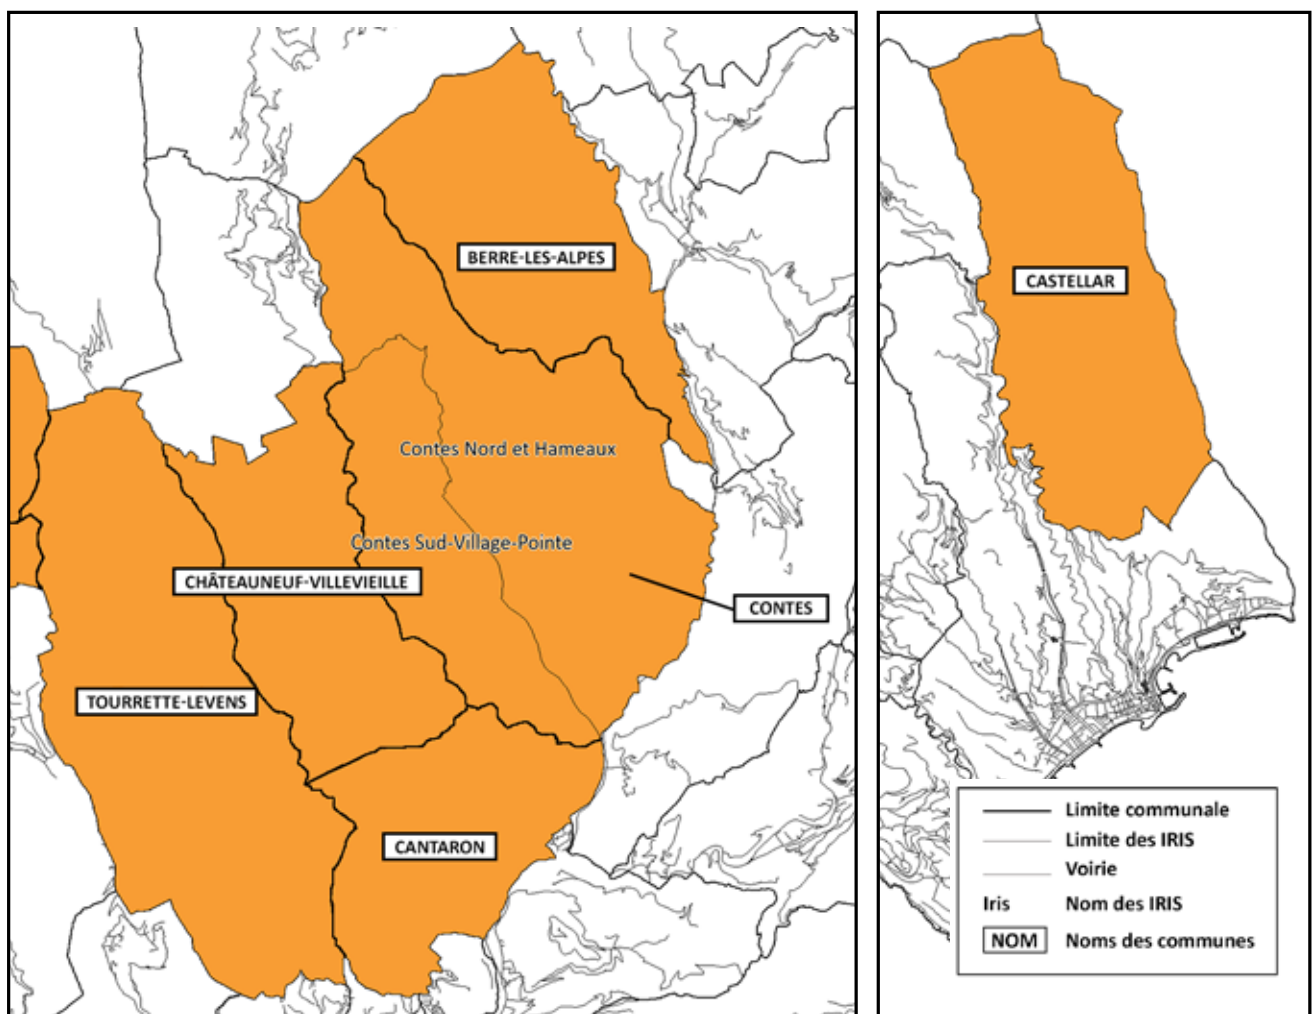 BERRE-LES-ALPES
Contes Nord et Hameaux
Contes Sud-Village-Pointe
CHÂTEAUNEUF-VILLEVIEILLE
CONTES
TOURRETTE-LEVENS
CANTARON
CASTELLAR
Limite communale
Limite des IRIS
Voirie
Iris Nom des IRIS
NOM Noms des communes